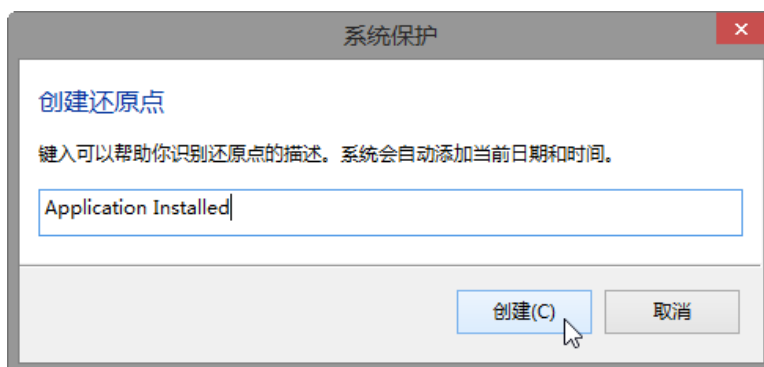 系统保护
创建还原点
键入可以帮助你识别还原点的描述。系统会自动添加当前日期和时间。
Application Installed
创建(C)
取消